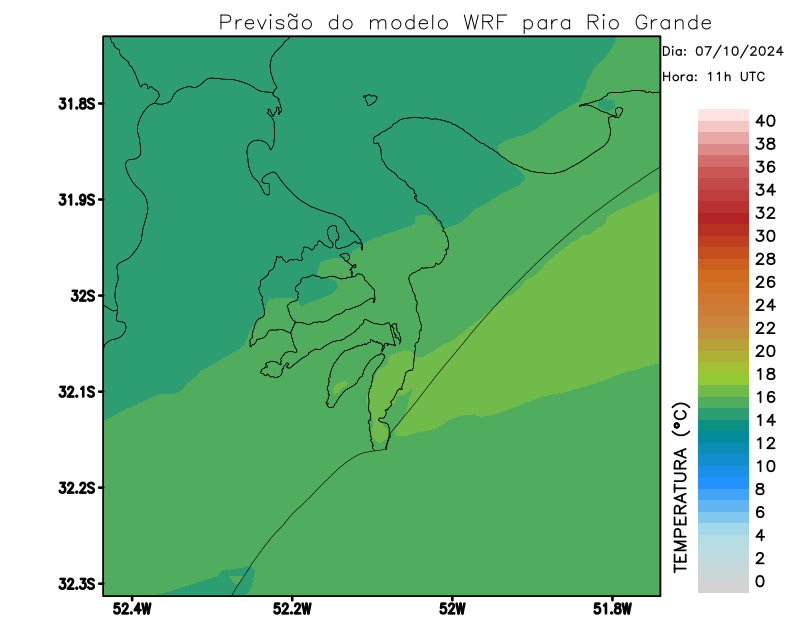 Previsão do modelo WRF para Rio Grande
Dia: 07/10/2024
Hora: 11h UTC
31.8S
31.9S
32S
32.1S
32.2S
32.3S
52.4W
52.2W
52W
51.8W
TEMPERATURA (°C)
40
38
36
34
32
30
28
26
24
22
20
18
16
14
12
10
8
6
4
2
0